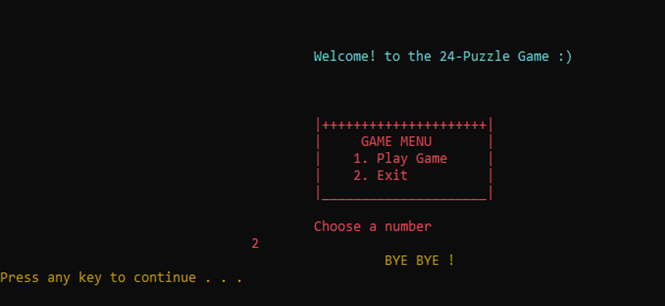 Welcome! to the 24-Puzzle Game :)
|+++++++++++++++++++++|
| GAME MENU |
| 1. Play Game |
| 2. Exit |
|_____________________|
Choose a number
2
BYE BYE !
Press any key to continue . . .